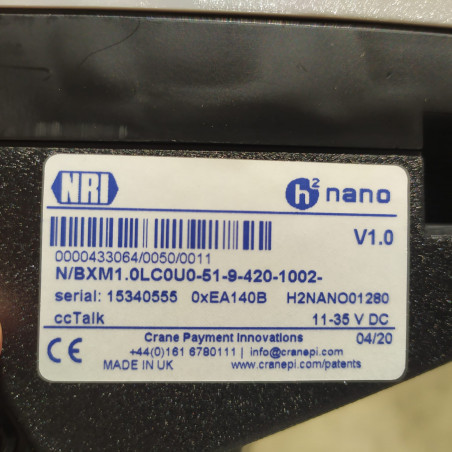 NRI
h2 nano
V1.0
0000433064/0050/0011
N/BXM1.0LC0U0-51-9-420-1002-
serial: 15340555 0xEA140B H2NANO01280
ccTalk 11-35 V DC
Crane Payment Innovations 04/20
+44(0)161 6780111 | info@cranepi.com
CE MADE IN UK www.cranepi.com/patents